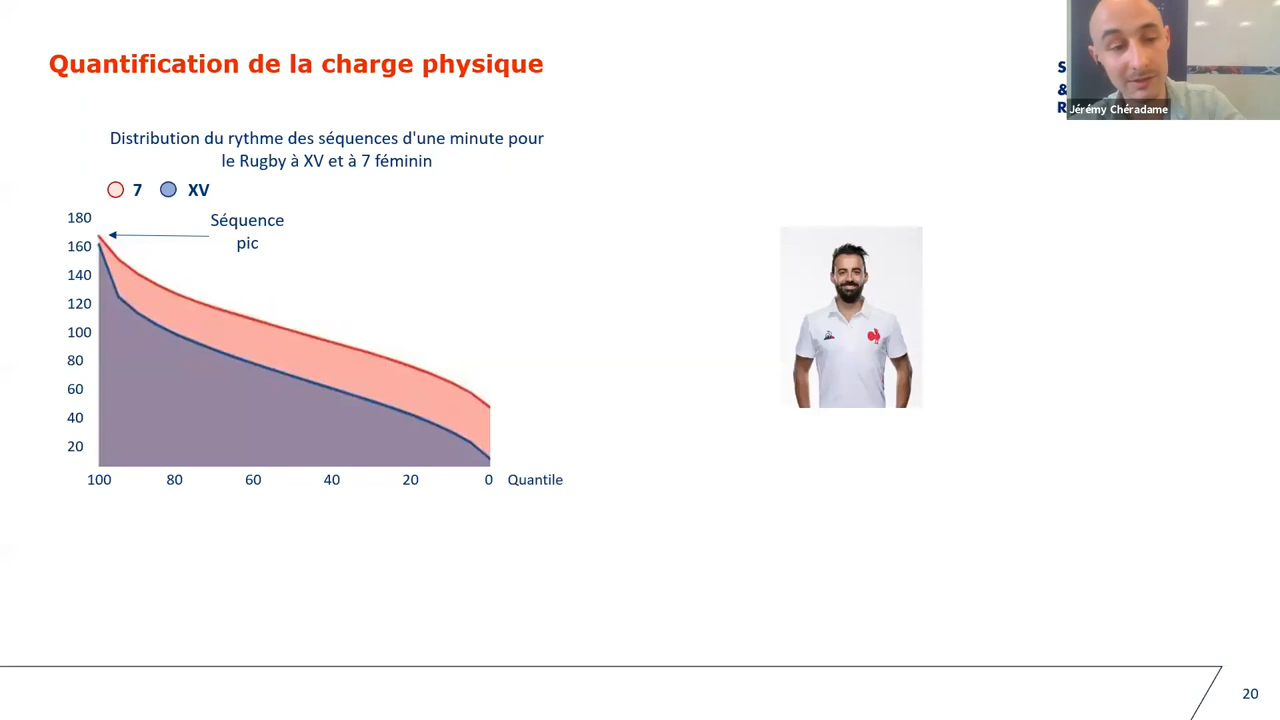 Quantification de la charge physique
S
&
R
Jérémy Chéradame
Distribution du rythme des séquences d'une minute pour
le Rugby à XV et à 7 féminin
7 XV
Séquence
pic
180
160
140
120
100
80
60
40
20
100 80 60 40 20 0 Quantile
20